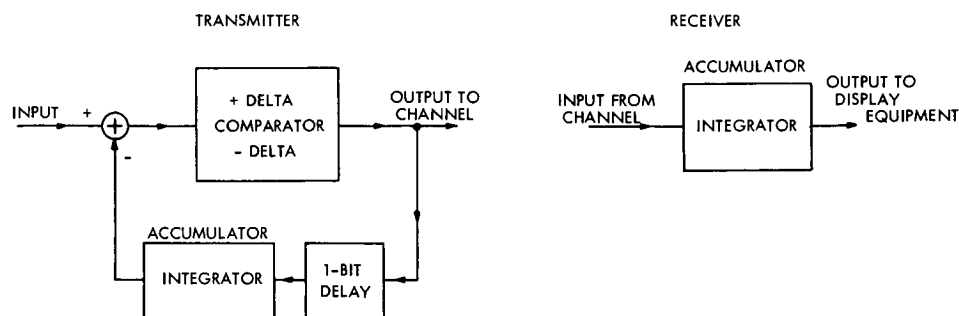 TRANSMITTER
RECEIVER
INPUT
+
+
-
+ DELTA
COMPARATOR
- DELTA
OUTPUT TO
CHANNEL
ACCUMULATOR
INTEGRATOR
1-BIT
DELAY
INPUT FROM
CHANNEL
ACCUMULATOR
INTEGRATOR
OUTPUT TO
DISPLAY
EQUIPMENT